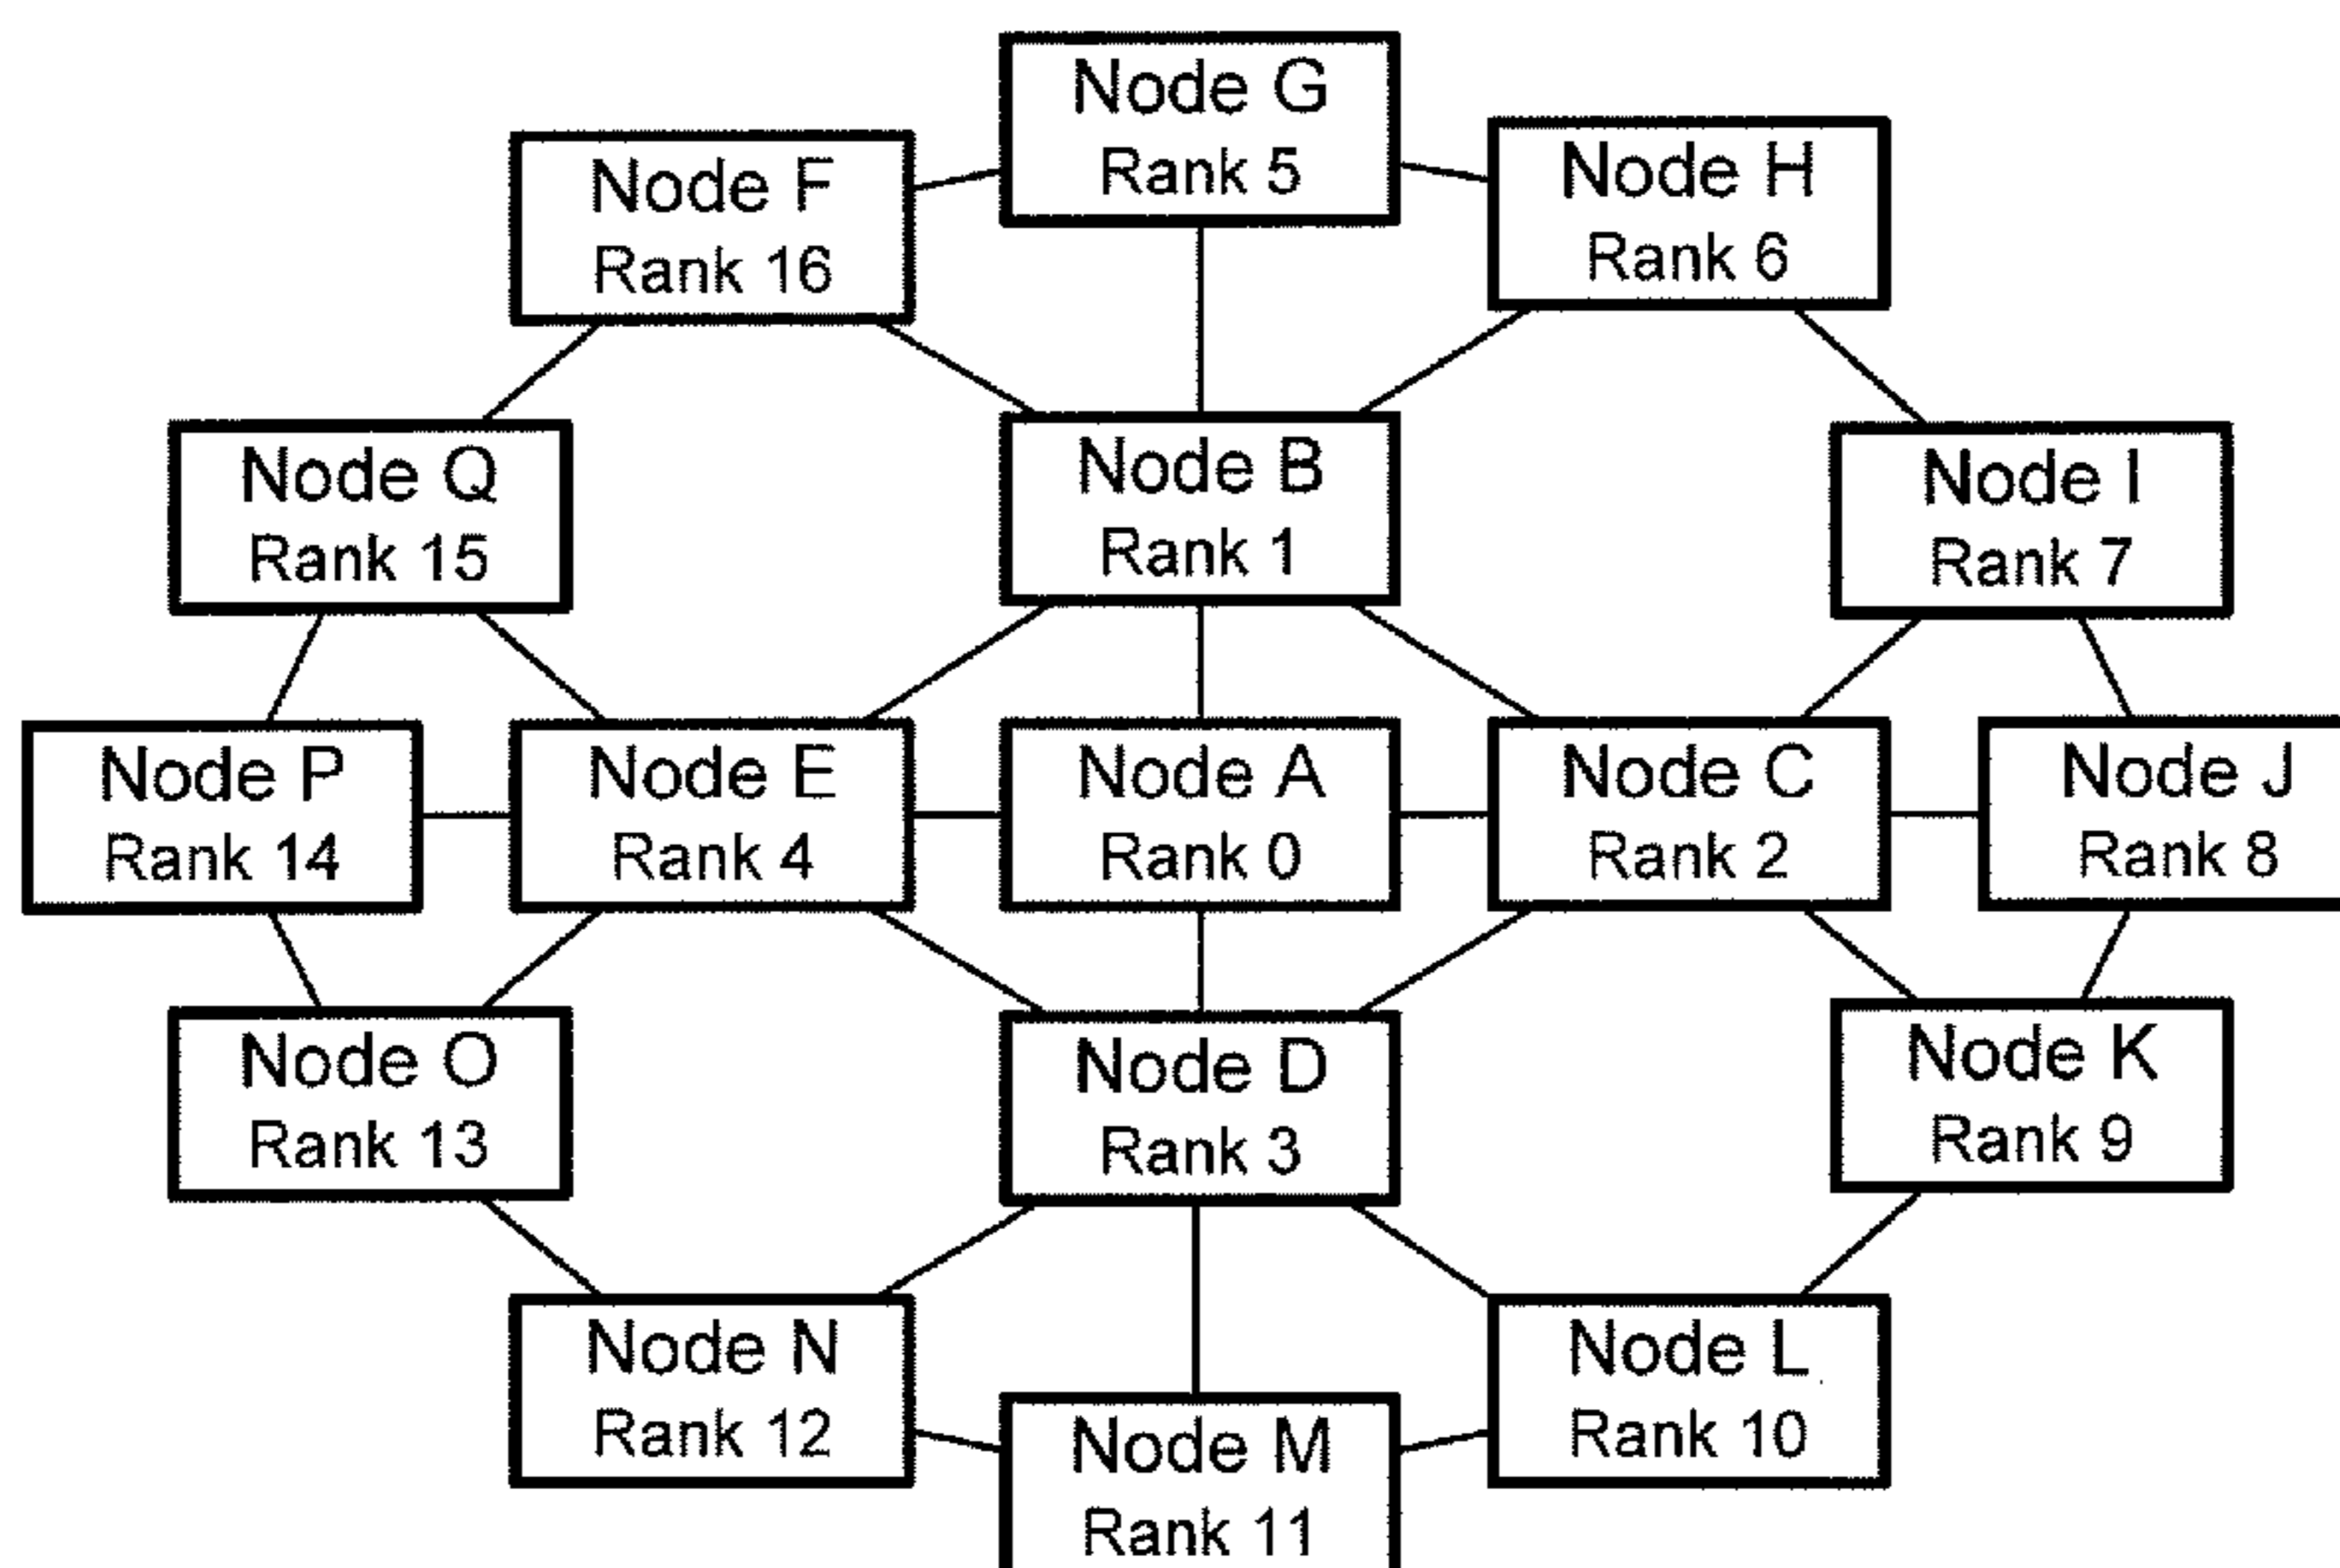 Node G
Rank 5
Node F
Rank 16
Node H
Rank 6
Node Q
Rank 15
Node B
Rank 1
Node I
Rank 7
Node P
Rank 14
Node E
Rank 4
Node A
Rank 0
Node C
Rank 2
Node J
Rank 8
Node O
Rank 13
Node D
Rank 3
Node K
Rank 9
Node N
Rank 12
Node M
Rank 11
Node L
Rank 10